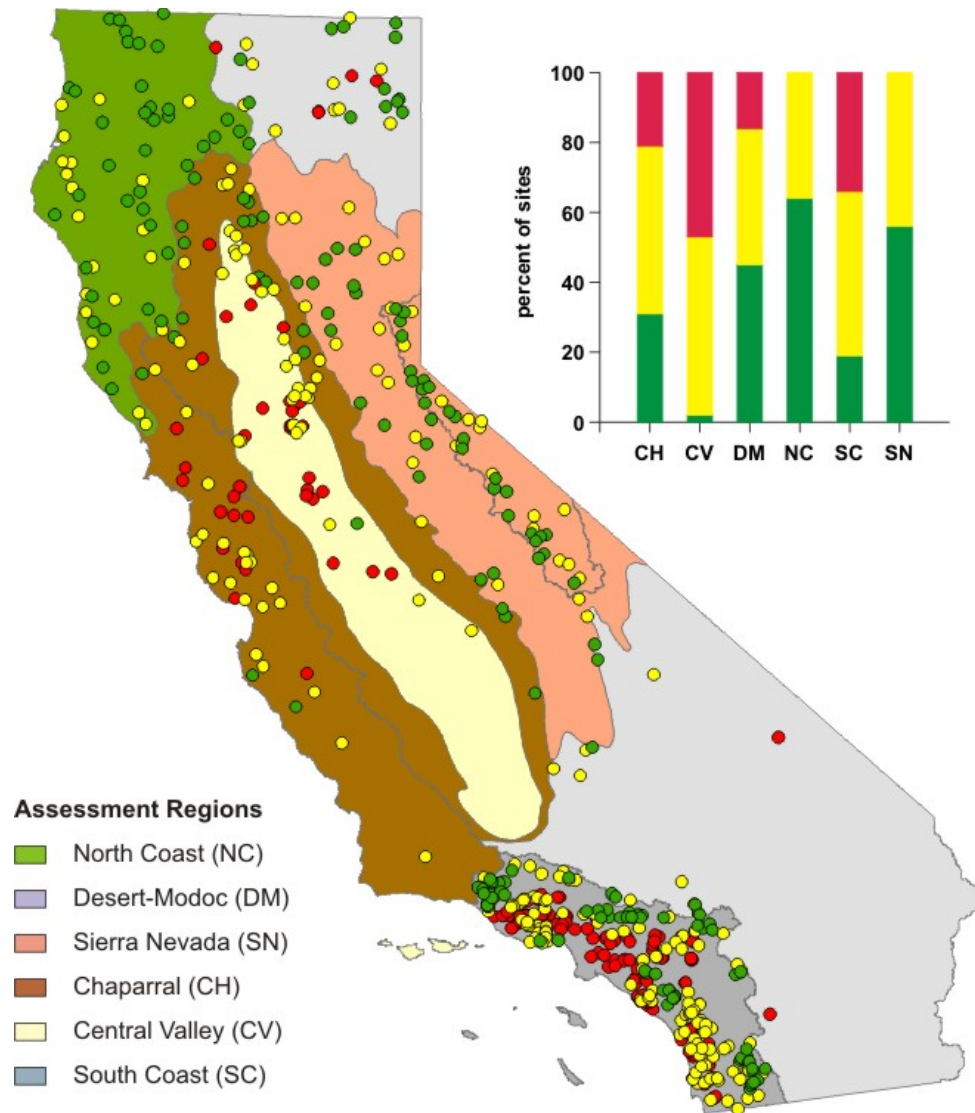 100
80
60
40
20
0
percent of sites
CH CV DM NC SC SN
Assessment Regions
North Coast (NC)
Desert-Modoc (DM)
Sierra Nevada (SN)
Chaparral (CH)
Central Valley (CV)
South Coast (SC)